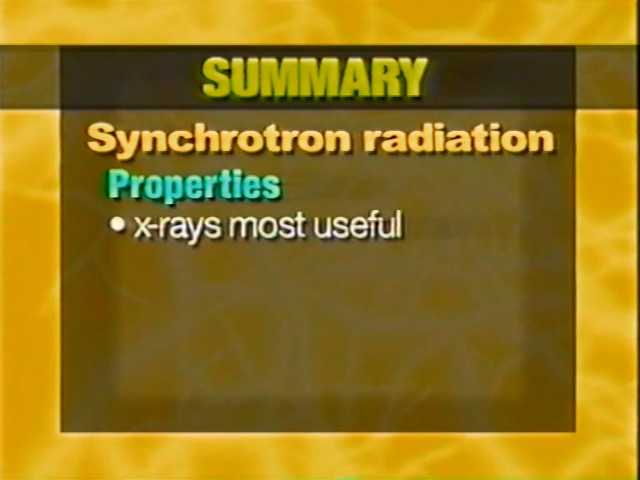 SUMMARY
Synchrotron radiation
Properties
• x-rays most useful